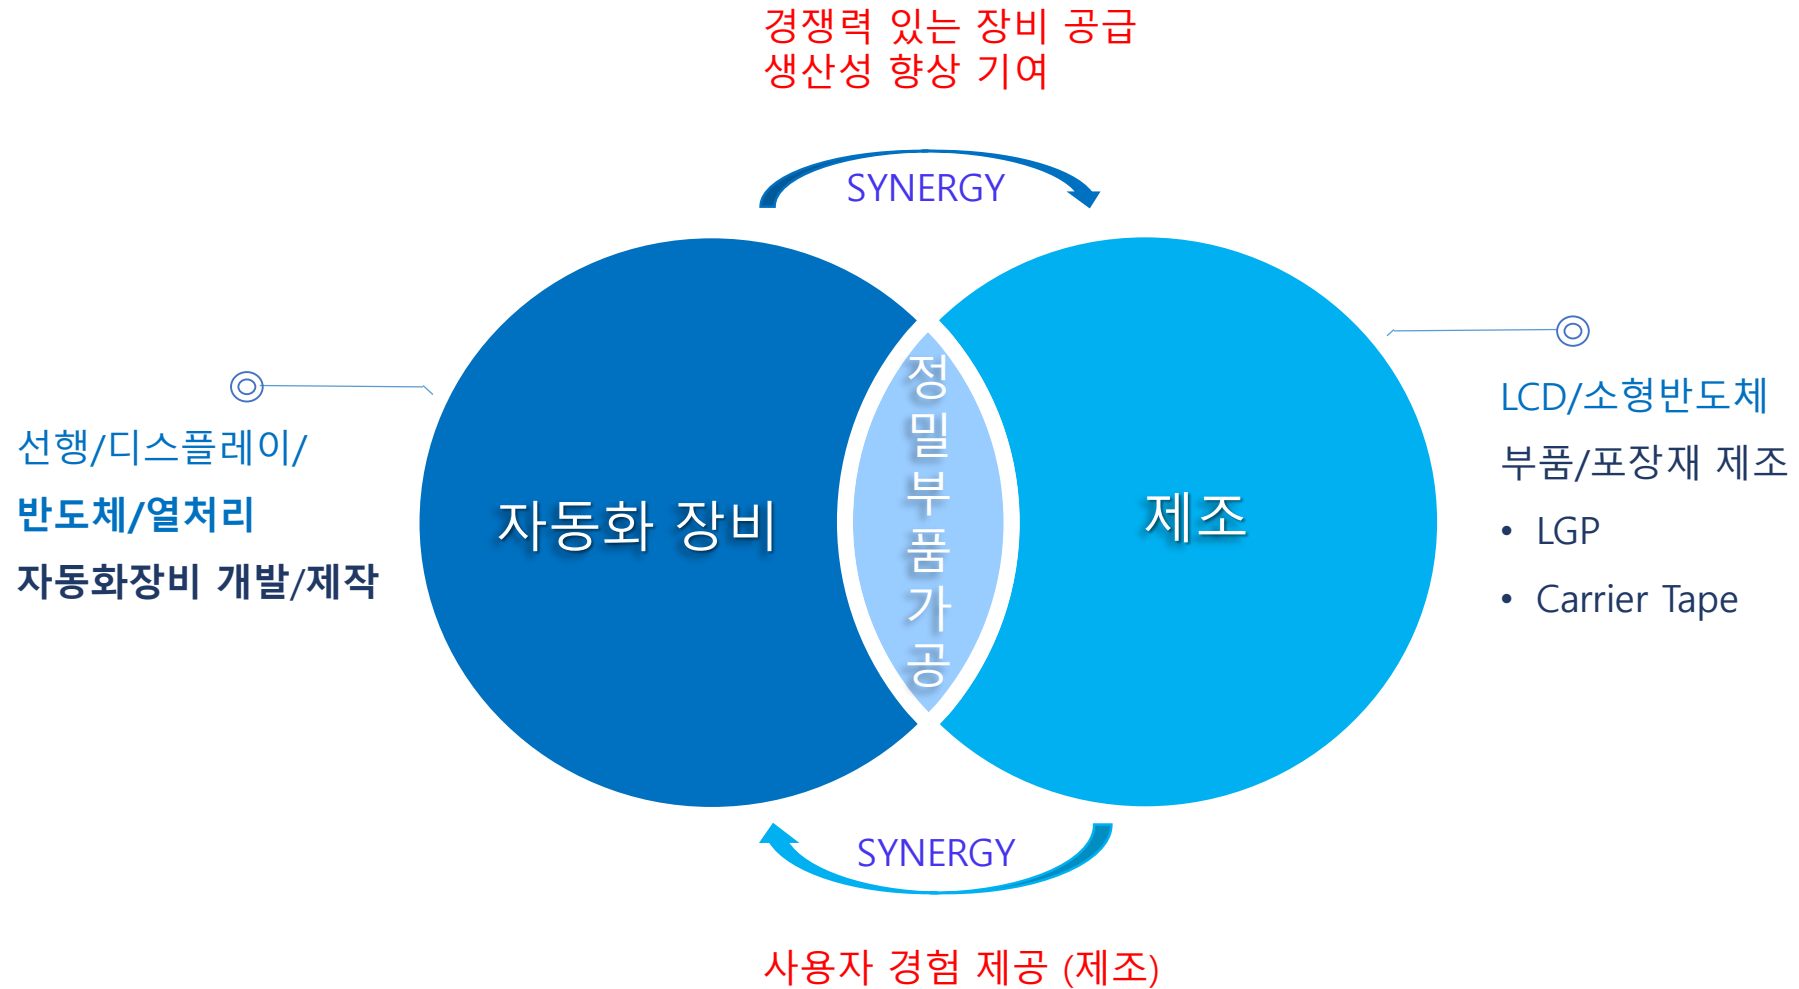 경쟁력 있는 장비 공급
생산성 향상 기여
SYNERGY
선행/디스플레이/
반도체/열처리
자동화장비 개발/제작
자동화 장비
정
밀
부
품
가
공
제조
LCD/소형반도체
부품/포장재 제조
• LGP
• Carrier Tape
SYNERGY
사용자 경험 제공 (제조)